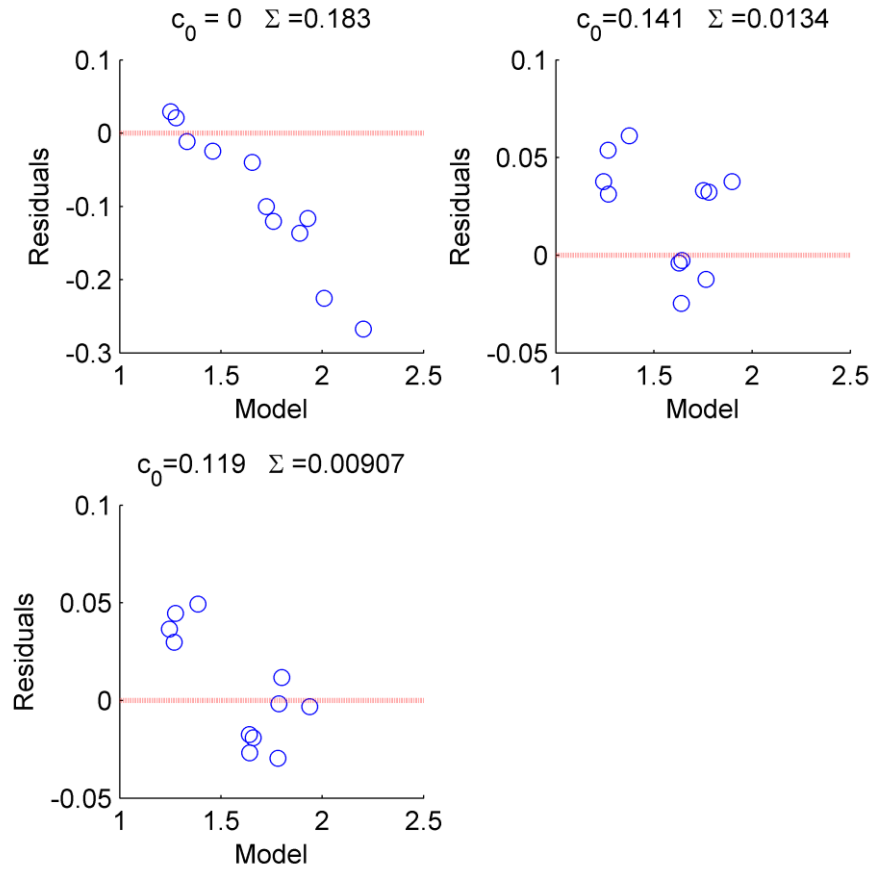 c0 = 0 Σ =0.183
0.1
0
-0.1
-0.2
-0.3
Residuals
1 1.5 2 2.5
Model
c0=0.141 Σ =0.0134
0.1
0.05
0
-0.05
Residuals
1 1.5 2 2.5
Model
c0=0.119 Σ =0.00907
0.1
0.05
0
-0.05
Residuals
1 1.5 2 2.5
Model